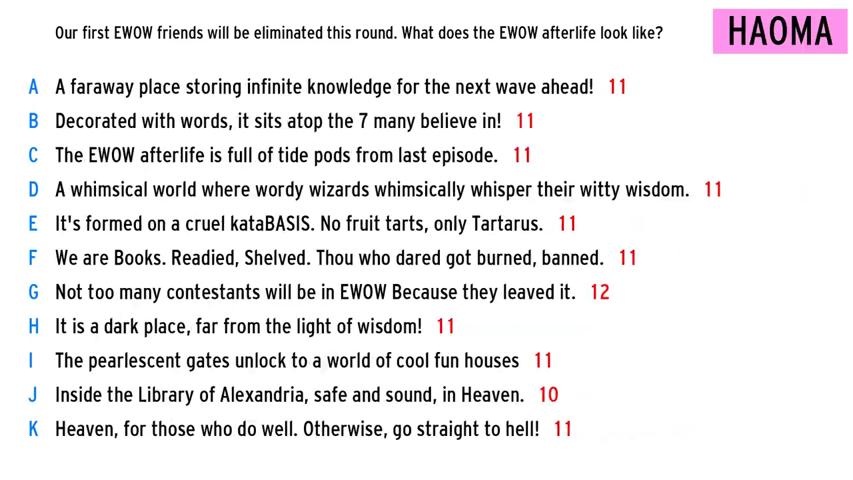 Our first EWOW friends will be eliminated this round. What does the EWOW afterlife look like?
HAOMA
A A faraway place storing infinite knowledge for the next wave ahead! 11
B Decorated with words, it sits atop the 7 many believe in! 11
C The EWOW afterlife is full of tide pods from last episode. 11
D A whimsical world where wordy wizards whimsically whisper their witty wisdom. 11
E It's formed on a cruel kataBASIS. No fruit tarts, only Tartarus. 11
F We are Books. Readied, Shelved. Thou who dared got burned, banned. 11
G Not too many contestants will be in EWOW Because they leaved it. 12
H It is a dark place, far from the light of wisdom! 11
I The pearlescent gates unlock to a world of cool fun houses 11
J Inside the Library of Alexandria, safe and sound, in Heaven. 10
K Heaven, for those who do well. Otherwise, go straight to hell! 11